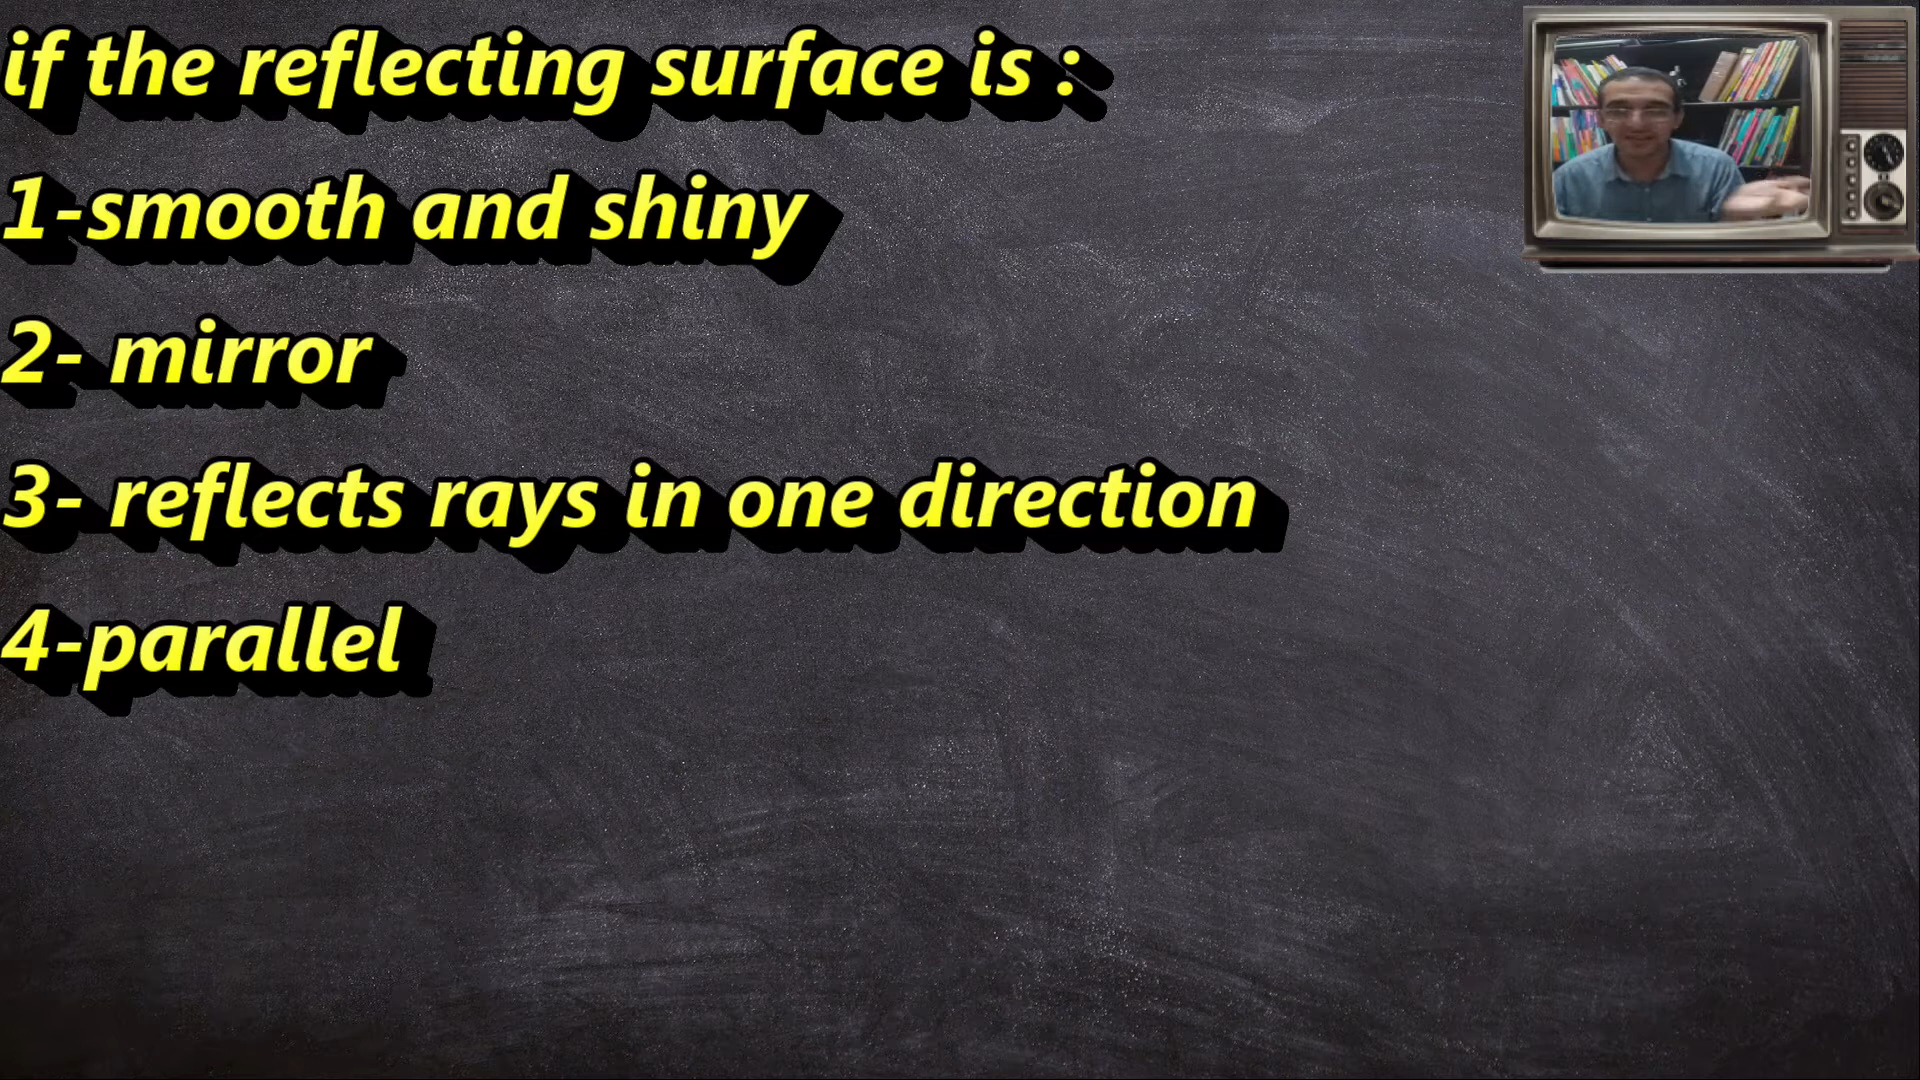 if the reflecting surface is :
1-smooth and shiny
2- mirror
3- reflects rays in one direction
4-parallel